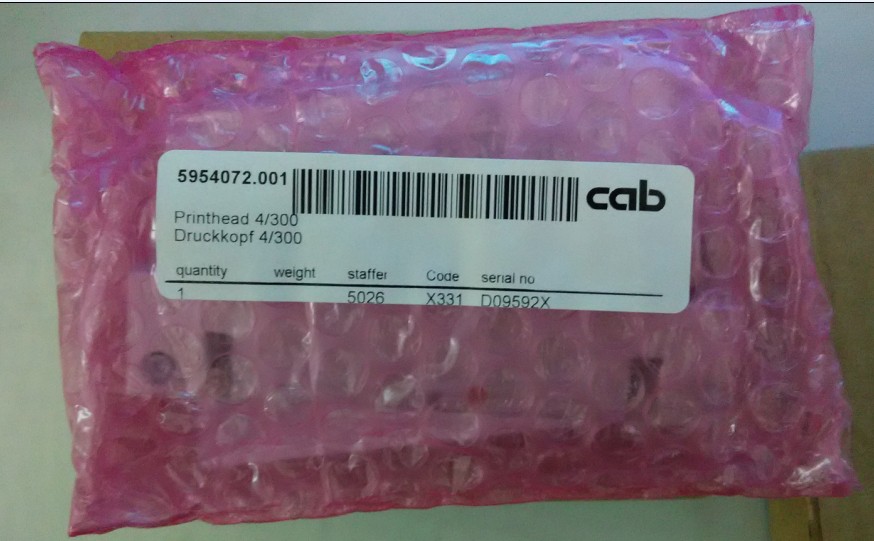 5954072.001 cab
Printhead 4/300
Druckkopf 4/300
quantity weight staffer Code serial no
1 5026 X331 D09592X